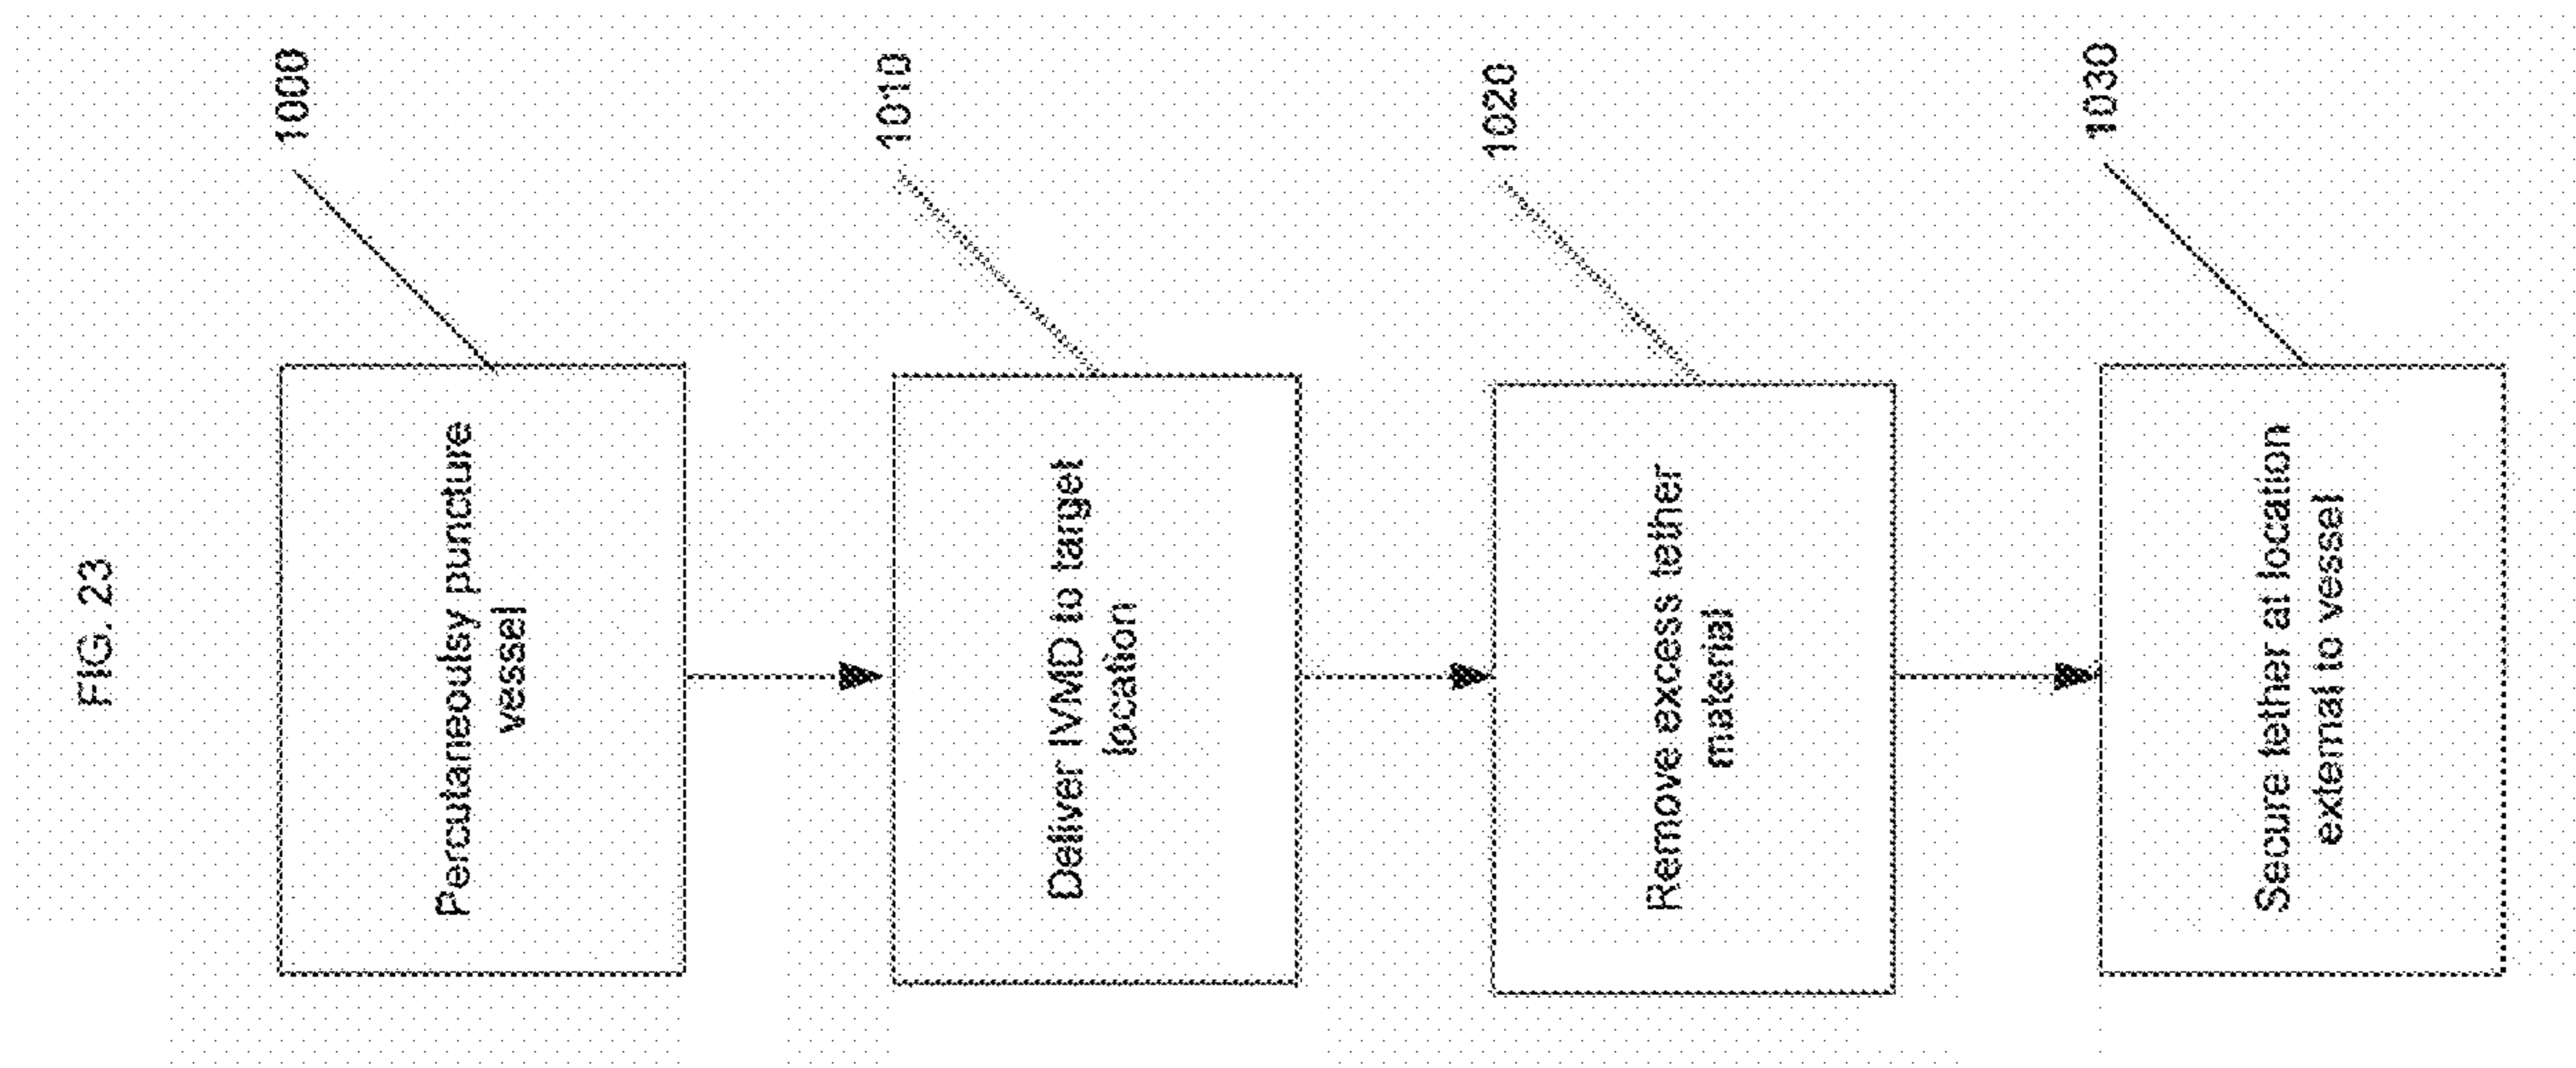 FIG. 23
1000
Percutaneoulsy puncture
vessel
1010
Deliver IVMD to target
location
1020
Remove excess tether
material
1030
Secure tether at location
external to vessel